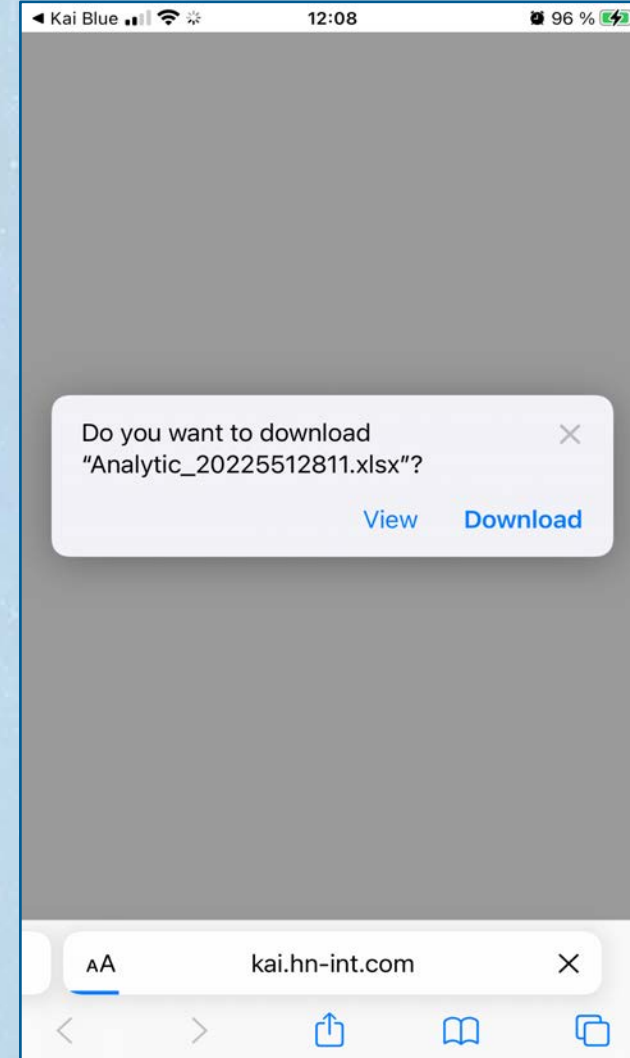 ◀ Kai Blue 12:08 96 %
Do you want to download
“Analytic_20225512811.xlsx”?
View Download
AA kai.hn-int.com